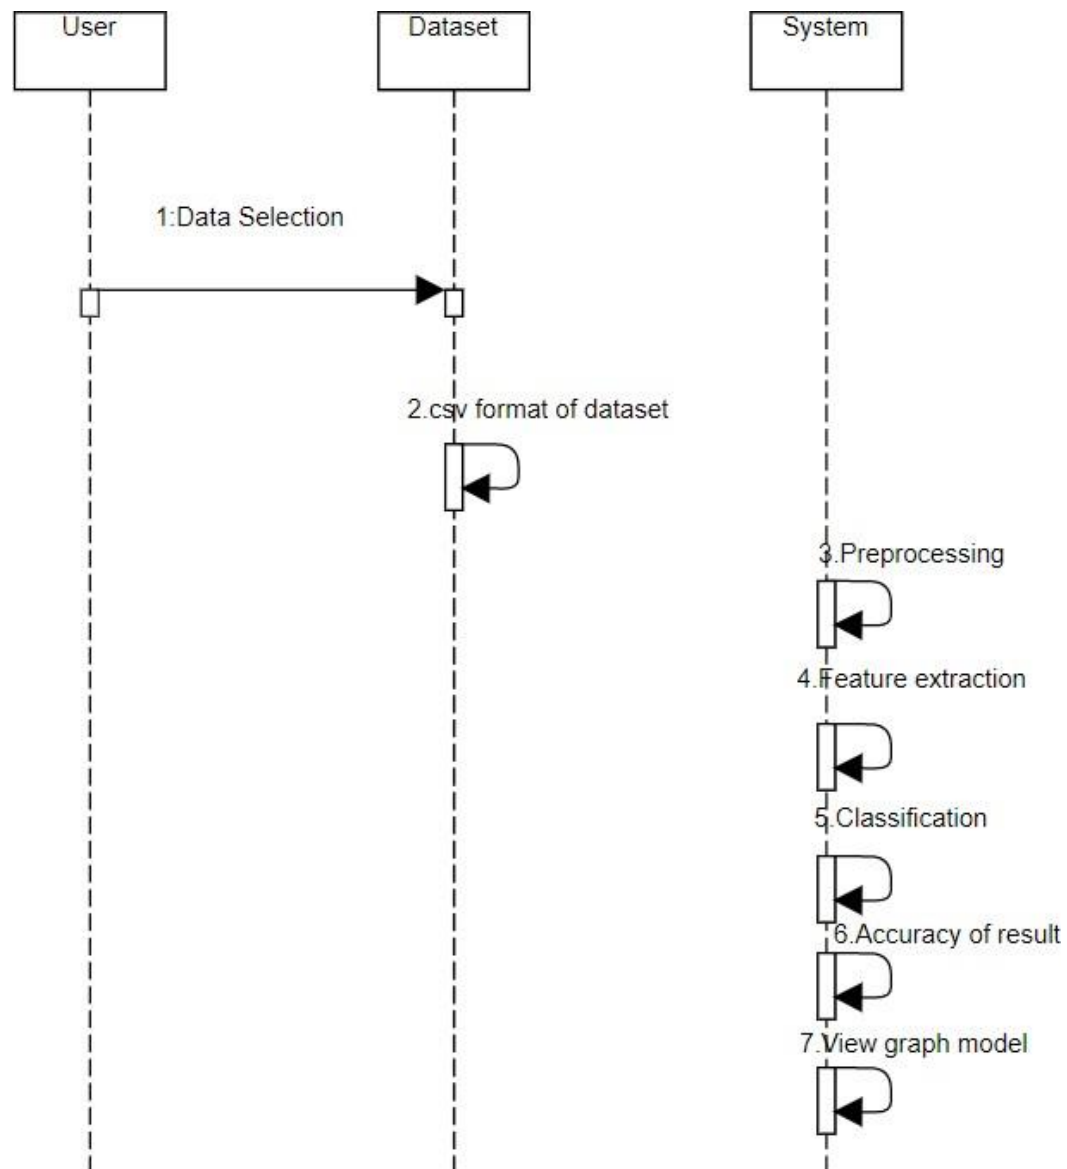 User
Dataset
System
1:Data Selection
2.csv format of dataset
3.Preprocessing
4.Feature extraction
5.Classification
6.Accuracy of result
7.View graph model